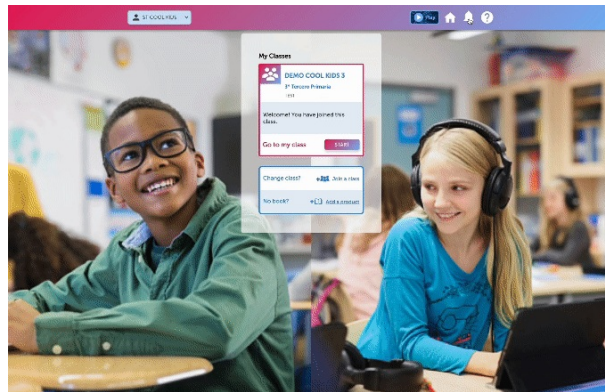 ST COOL KIDS
Play
My Classes
DEMO COOL KIDS 3
3º Tercero Primaria
Welcome! You have joined this
class.
Go to my class
START
Change class?
Join a class
No book?
Add a product